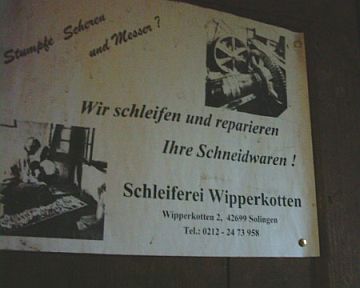 Stumpfe Scheren
und Messer ?
Wir schleifen und reparieren
Ihre Schneidwaren !
Schleiferei Wipperkotten
Wipperkotten 2, 42699 Solingen
Tel.: 0212 - 24 73 958